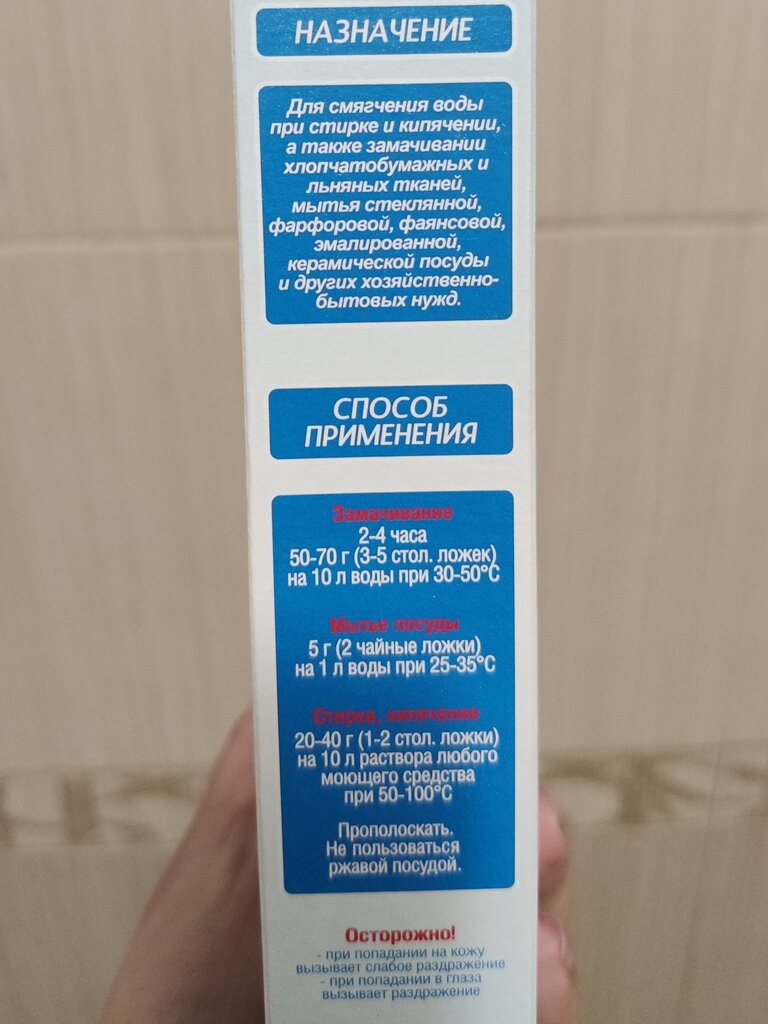 НАЗНАЧЕНИЕ
Для смягчения воды
при стирке и кипячении,
а также замачивании
хлопчатобумажных и
льняных тканей,
мытья стеклянной,
фарфоровой, фаянсовой,
эмалированной,
керамической посуды
и других хозяйственно-
бытовых нужд.
СПОСОБ
ПРИМЕНЕНИЯ
Замачивание
2-4 часа
50-70 г (3-5 стол. ложек)
на 10 л воды при 30-50°С
Мытье посуды
5 г (2 чайные ложки)
на 1 л воды при 25-35°С
Стирка, кипячение
20-40 г (1-2 стол. ложки)
на 10 л раствора любого
моющего средства
при 50-100°С
Прополоскать.
Не пользоваться
ржавой посудой.
Осторожно!
- при попадании на кожу
вызывает слабое раздражение
- при попадании в глаза
вызывает раздражение